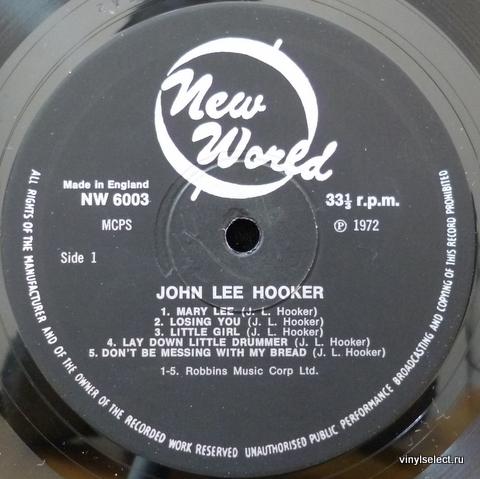 New
World
Made in England
NW 6003
MCPS
33⅓ r.p.m.
℗ 1972
Side 1
JOHN LEE HOOKER
1. MARY LEE (J. L. Hooker)
2. LOSING YOU (J. L. Hooker)
3. LITTLE GIRL (J. L. Hooker)
4. LAY DOWN LITTLE DRUMMER (J. L. Hooker)
5. DON'T BE MESSING WITH MY BREAD (J. L. Hooker)
1-5. Robbins Music Corp Ltd.
ALL RIGHTS OF THE MANUFACTURER AND OF THE OWNER OF THE RECORDED WORK RESERVED UNAUTHORISED PUBLIC PERFORMANCE BROADCASTING AND COPYING OF THIS RECORD PROHIBITED
vinylselect.ru